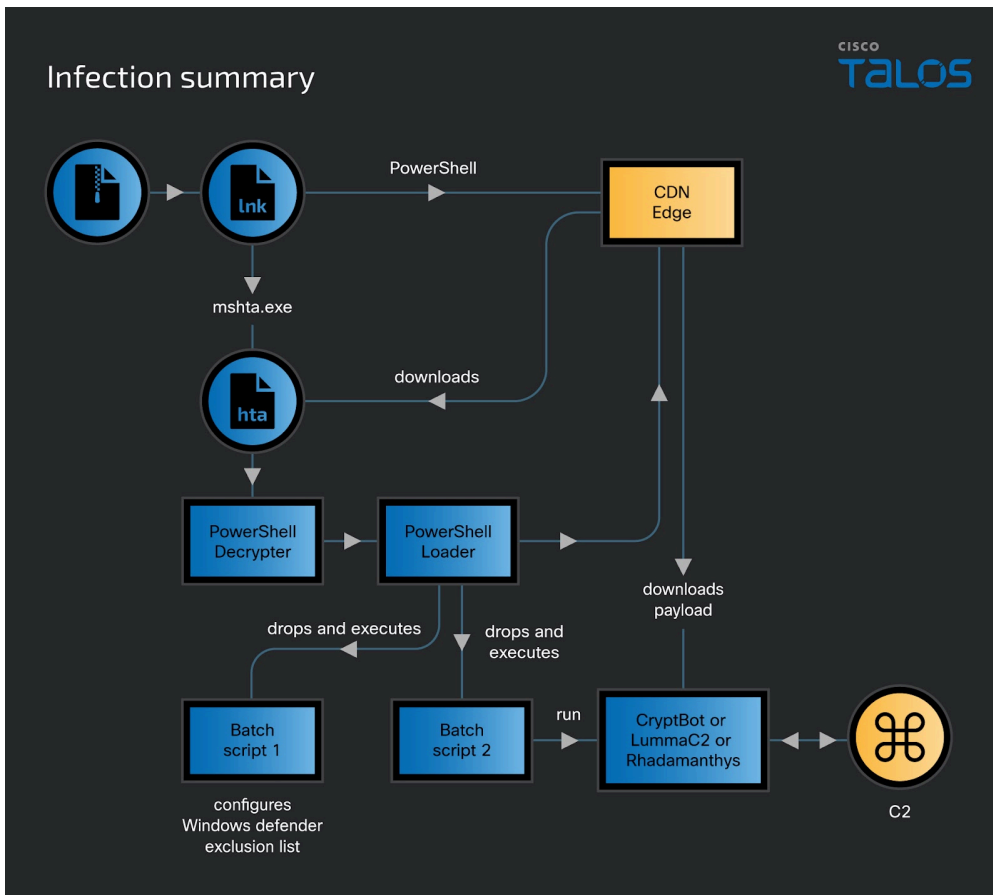 CISCO
TALOS
Infection summary
lnk
PowerShell
CDN
Edge
mshta.exe
downloads
hta
PowerShell
Decrypter
PowerShell
Loader
downloads
payload
drops and executes
drops and
executes
Batch
script 1
Batch
script 2
run
CryptBot or
LummaC2 or
Rhadamanthys
configures
Windows defender
exclusion list
C2